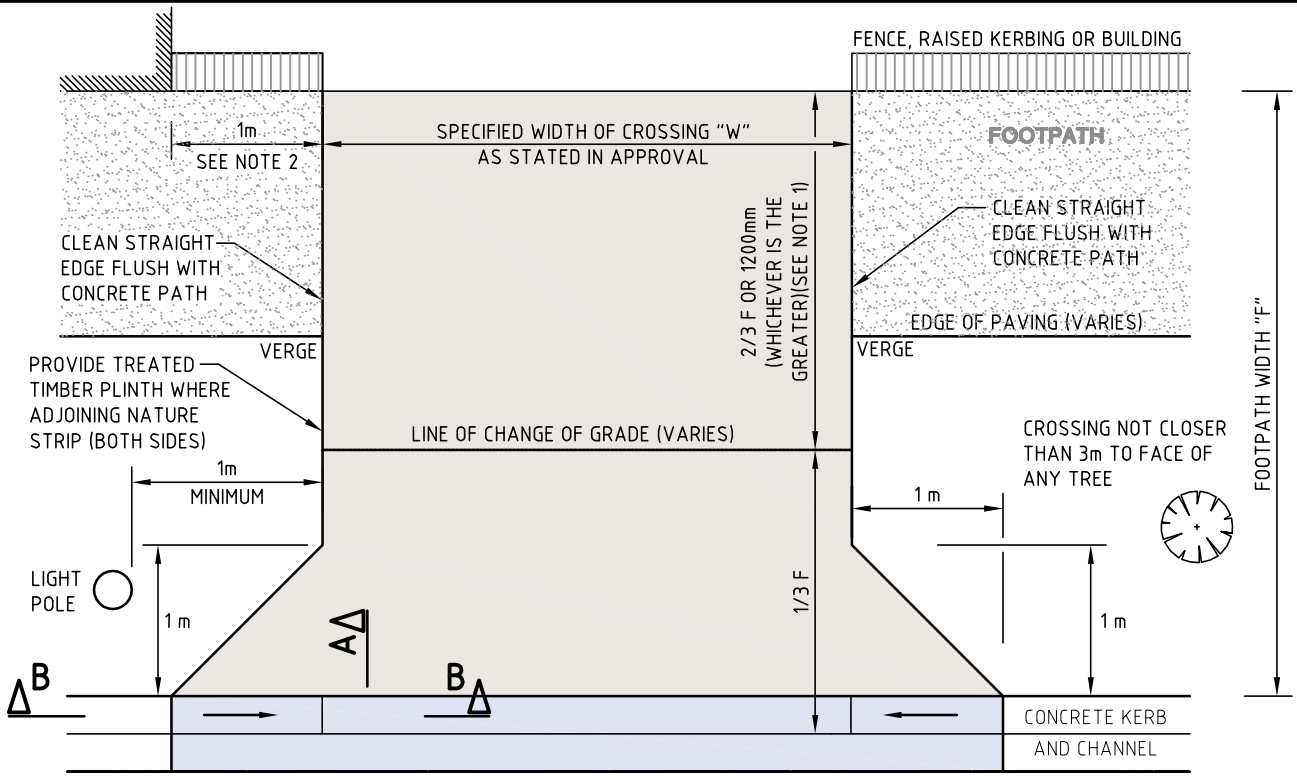 FENCE, RAISED KERBING OR BUILDING
1m
SEE NOTE 2
SPECIFIED WIDTH OF CROSSING "W"
AS STATED IN APPROVAL
FOOTPATH
CLEAN STRAIGHT
EDGE FLUSH WITH
CONCRETE PATH
2/3 F OR 1200mm
(WHICHEVER IS THE
GREATER)(SEE NOTE 1)
CLEAN STRAIGHT
EDGE FLUSH WITH
CONCRETE PATH
EDGE OF PAVING (VARIES)
VERGE
VERGE
PROVIDE TREATED
TIMBER PLINTH WHERE
ADJOINING NATURE
STRIP (BOTH SIDES)
LINE OF CHANGE OF GRADE (VARIES)
FOOTPATH WIDTH "F"
CROSSING NOT CLOSER
THAN 3m TO FACE OF
ANY TREE
1m
MINIMUM
1 m
LIGHT
POLE
1 m
1/3 F
1 m
A
B
B
CONCRETE KERB
AND CHANNEL